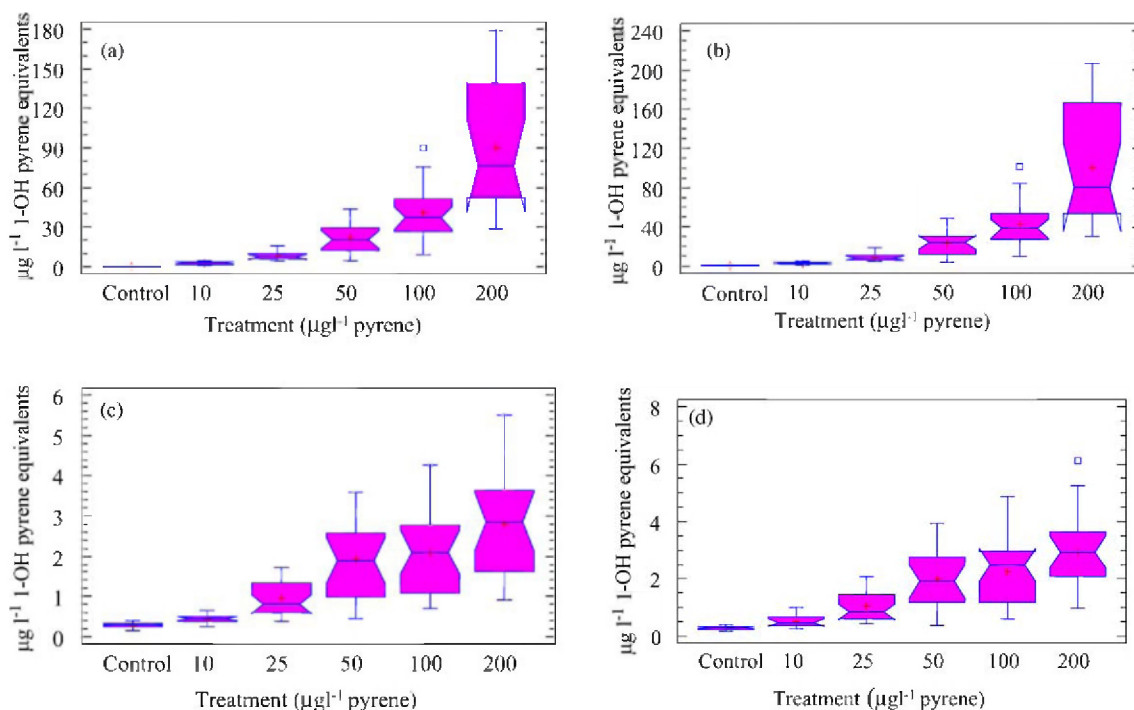 (a)
µg l⁻¹ 1-OH pyrene equivalents
180
150
120
90
60
30
0
Control 10 25 50 100 200
Treatment (µgl⁻¹ pyrene)
(b)
µg l⁻¹ 1-OH pyrene equivalents
240
200
160
120
80
40
0
Control 10 25 50 100 200
Treatment (µgl⁻¹ pyrene)
(c)
µg l⁻¹ 1-OH pyrene equivalents
6
5
4
3
2
1
0
Control 10 25 50 100 200
Treatment (µgl⁻¹ pyrene)
(d)
µg l⁻¹ 1-OH pyrene equivalents
8
6
4
2
0
Control 10 25 50 100 200
Treatment (µgl⁻¹ pyrene)